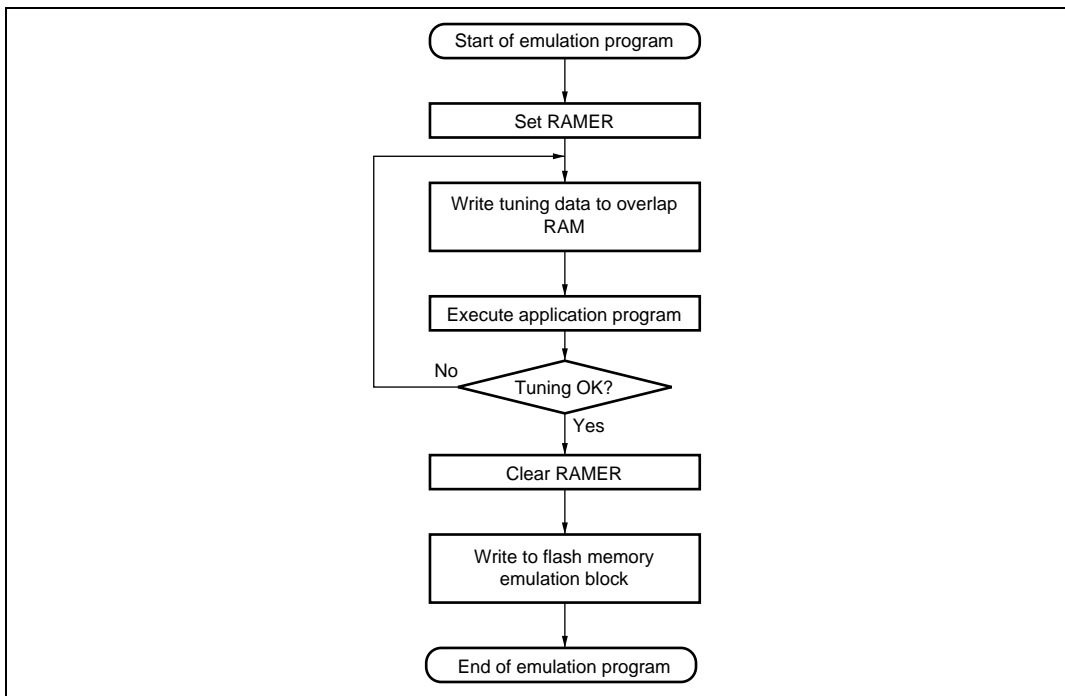 Start of emulation program
Set RAMER
Write tuning data to overlap
RAM
Execute application program
No
Tuning OK?
Yes
Clear RAMER
Write to flash memory
emulation block
End of emulation program